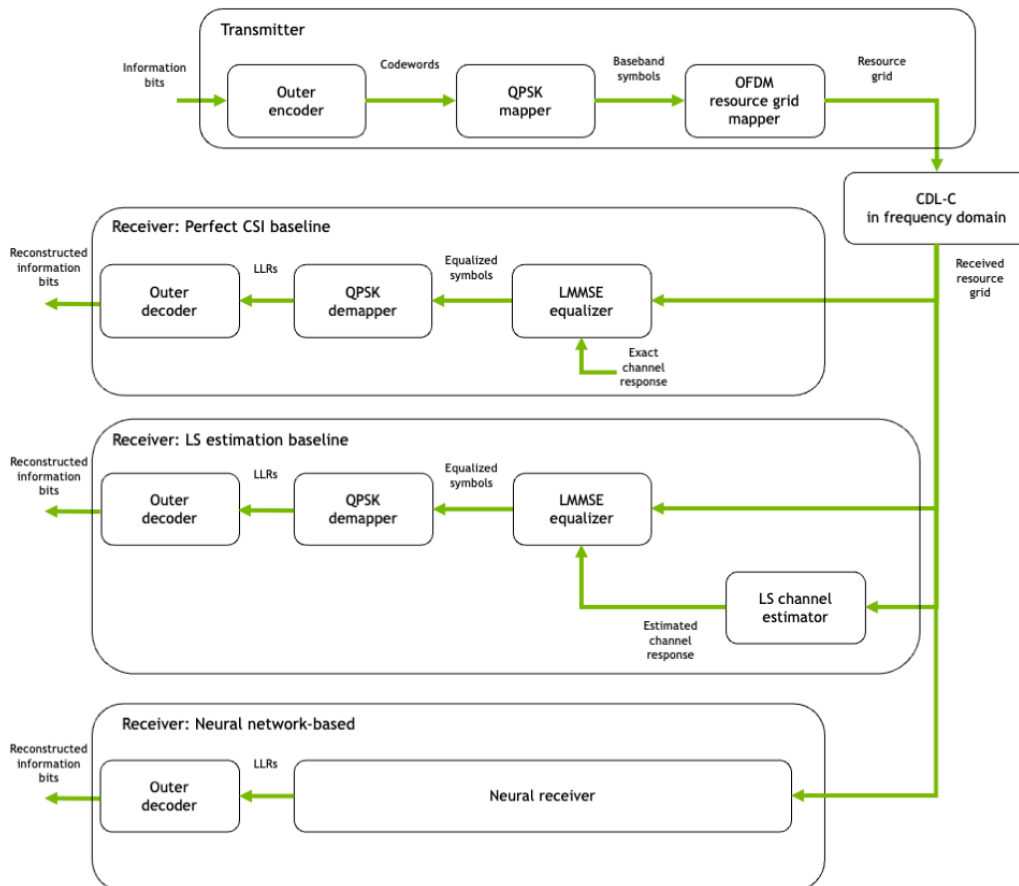 Transmitter
Information
bits
Outer
encoder
Codewords
QPSK
mapper
Baseband
symbols
OFDM
resource grid
mapper
Resource
grid
CDL-C
in frequency domain
Received
resource
grid
Receiver: Perfect CSI baseline
Reconstructed
information
bits
Outer
decoder
LLRs
QPSK
demapper
Equalized
symbols
LMMSE
equalizer
Exact
channel
response
Receiver: LS estimation baseline
Reconstructed
information
bits
Outer
decoder
LLRs
QPSK
demapper
Equalized
symbols
LMMSE
equalizer
LS channel
estimator
Estimated
channel
response
Receiver: Neural network-based
Reconstructed
information
bits
Outer
decoder
LLRs
Neural receiver